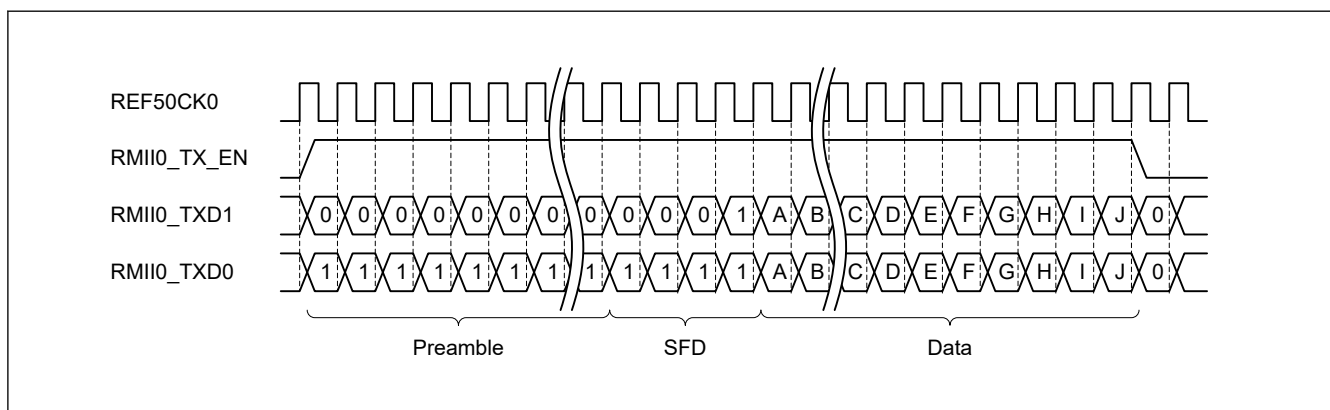 REF50CK0
RMII0_TX_EN
RMII0_TXD1 0 0 0 0 0 0 0 0 0 0 0 1 A B C D E F G H I J 0
RMII0_TXD0 1 1 1 1 1 1 1 1 1 1 1 1 A B C D E F G H I J 0
Preamble SFD Data